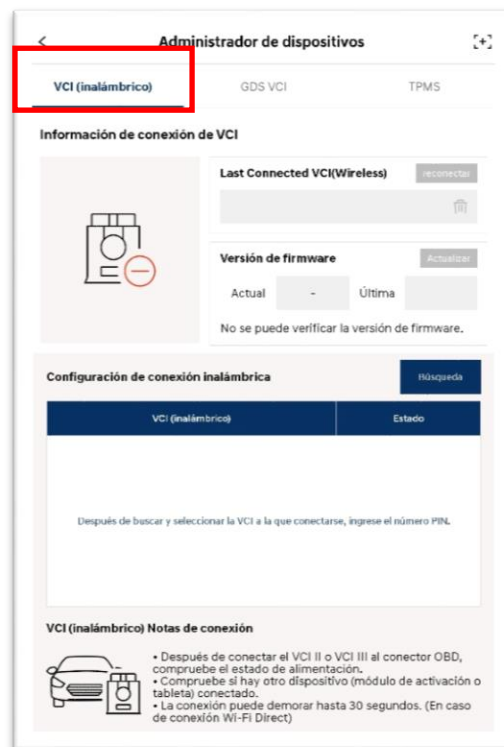 Administrador de dispositivos
VCI (inalámbrico)
GDS VCI
TPMS
Información de conexión de VCI
Last Connected VCI(Wireless)
reconectar
Versión de firmware
Actualizar
Actual
-
Última
No se puede verificar la versión de firmware.
Configuración de conexión inalámbrica
Búsqueda
VCI (inalámbrico)
Estado
Después de buscar y seleccionar la VCI a la que conectarse, ingrese el número PIN.
VCI (inalámbrico) Notas de conexión
• Después de conectar el VCI II o VCI III al conector OBD,
compruebe el estado de alimentación.
• Compruebe si hay otro dispositivo (módulo de activación o
tableta) conectado.
• La conexión puede demorar hasta 30 segundos. (En caso
de conexión Wi-Fi Direct)